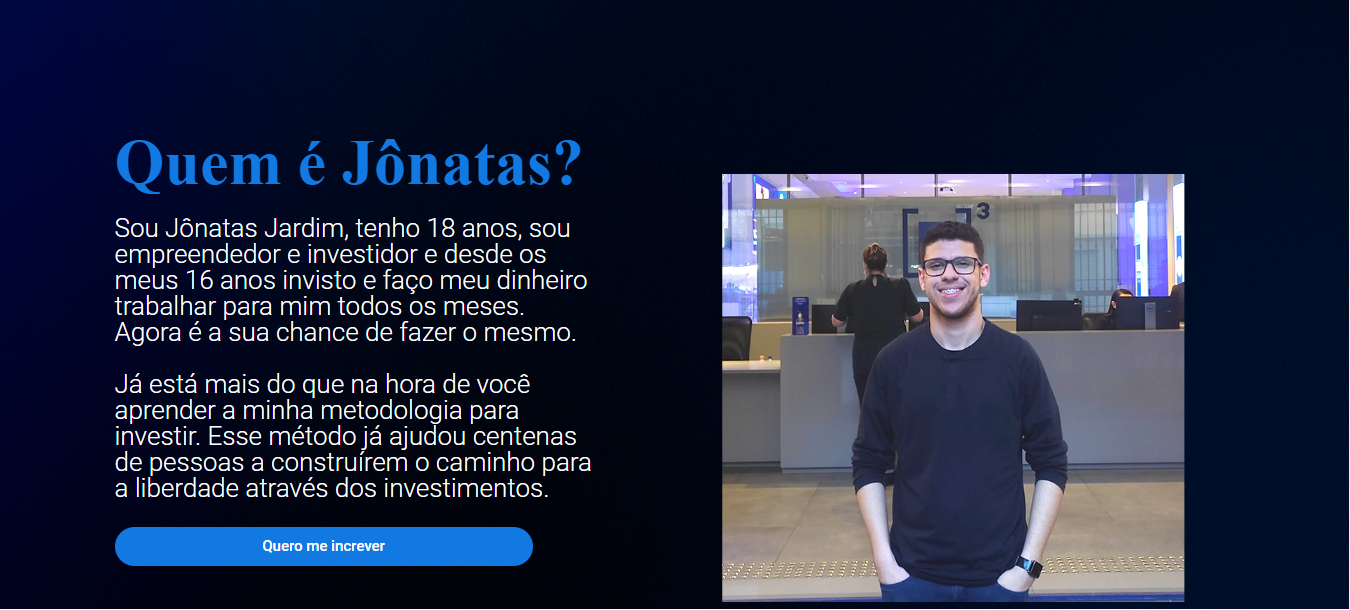 Quem é Jônatas?
Sou Jônatas Jardim, tenho 18 anos, sou
empreendedor e investidor e desde os
meus 16 anos invisto e faço meu dinheiro
trabalhar para mim todos os meses.
Agora é a sua chance de fazer o mesmo.
Já está mais do que na hora de você
aprender a minha metodologia para
investir. Esse método já ajudou centenas
de pessoas a construírem o caminho para
a liberdade através dos investimentos.
Quero me increver
3